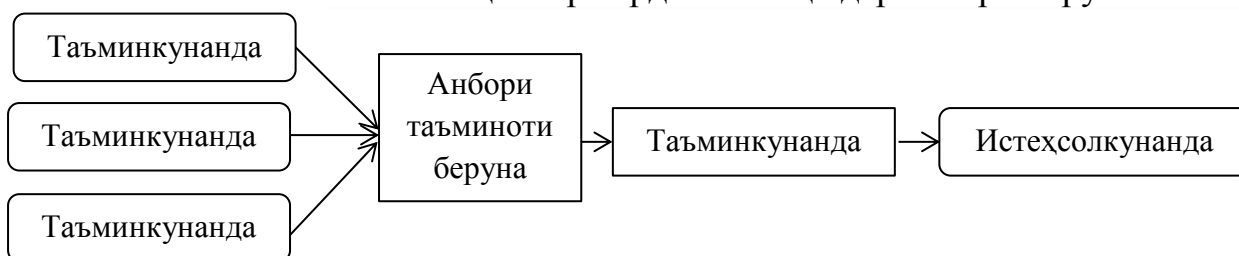 Таъминкунанда
Таъминкунанда
Таъминкунанда
Анбори
таъминоти
беруна
Таъминкунанда
Истеҳсолкунанда